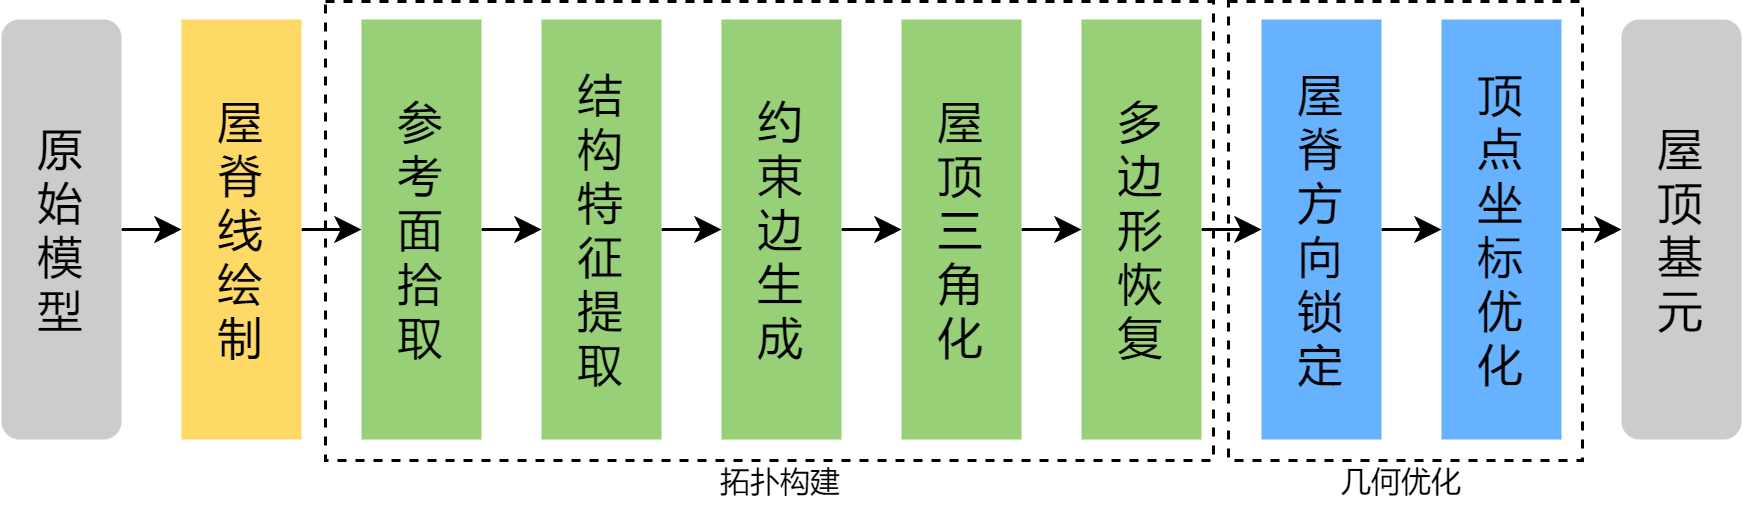 原始模型
屋脊线绘制
参考面拾取
结构特征提取
约束边生成
屋顶三角化
多边形恢复
屋脊方向锁定
顶点坐标优化
屋顶基元
拓扑构建
几何优化